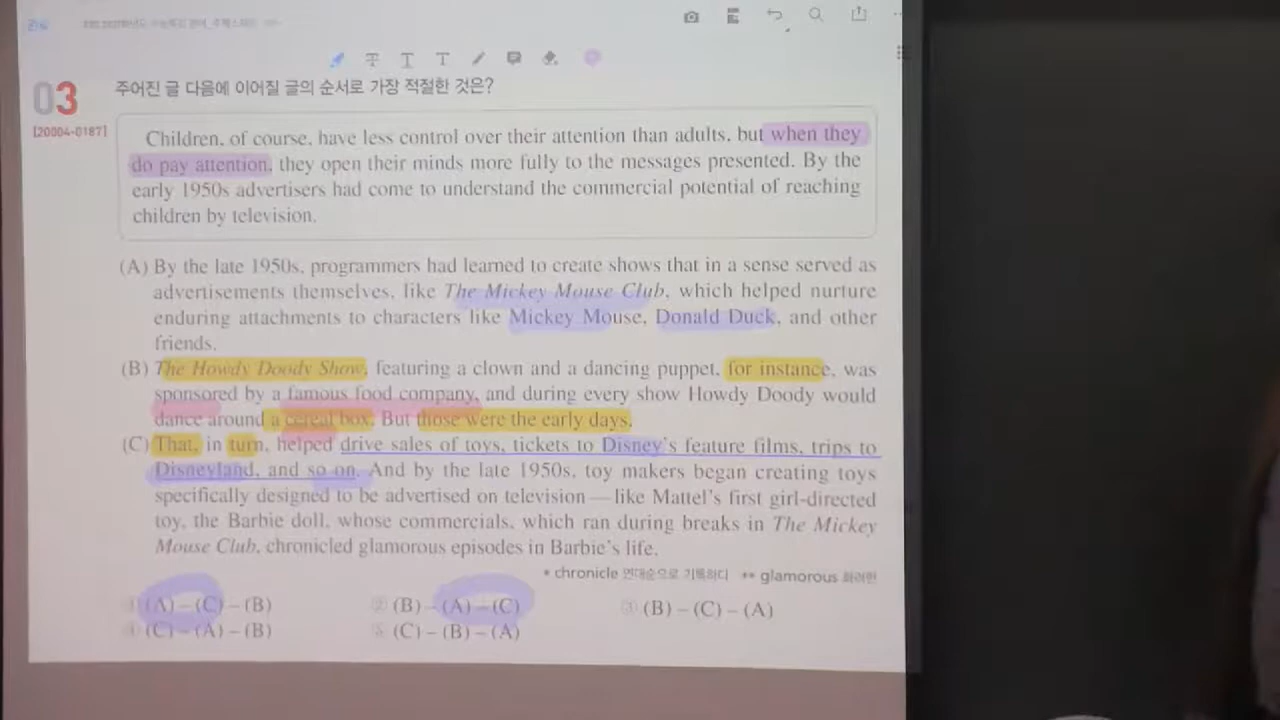 03
[20004-0187]
주어진 글 다음에 이어질 글의 순서로 가장 적절한 것은?
Children, of course, have less control over their attention than adults, but when they
do pay attention, they open their minds more fully to the messages presented. By the
early 1950s advertisers had come to understand the commercial potential of reaching
children by television.
(A) By the late 1950s, programmers had learned to create shows that in a sense served as
advertisements themselves, like The Mickey Mouse Club, which helped nurture
enduring attachments to characters like Mickey Mouse, Donald Duck, and other
friends.
(B) The Howdy Doody Show, featuring a clown and a dancing puppet, for instance, was
sponsored by a famous food company, and during every show Howdy Doody would
dance around a cereal box. But those were the early days.
(C) That, in turn, helped drive sales of toys, tickets to Disney's feature films, trips to
Disneyland, and so on. And by the late 1950s, toy makers began creating toys
specifically designed to be advertised on television — like Mattel's first girl-directed
toy, the Barbie doll, whose commercials, which ran during breaks in The Mickey
Mouse Club, chronicled glamorous episodes in Barbie's life.
* chronicle 연대순으로 기록하다 ** glamorous 화려한
① (A) – (C) – (B) ② (B) – (A) – (C) ③ (B) – (C) – (A)
④ (C) – (A) – (B) ⑤ (C) – (B) – (A)